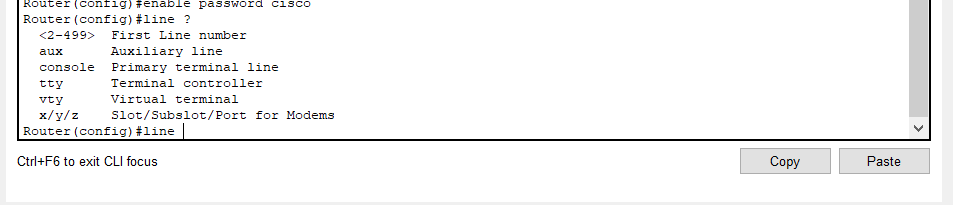 Router(config)#enable password cisco
Router(config)#line ?
<2-499> First Line number
aux Auxiliary line
console Primary terminal line
tty Terminal controller
vty Virtual terminal
x/y/z Slot/Subslot/Port for Modems
Router(config)#line
Ctrl+F6 to exit CLI focus
Copy
Paste